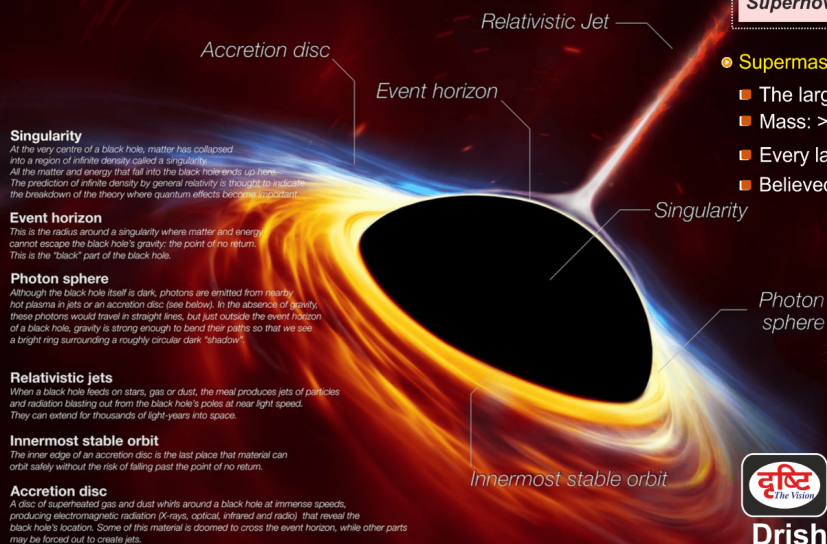 Supernov
Relativistic Jet
Accretion disc
Event horizon
Supermas
The larg
Mass: >
Every la
Believed
Singularity
At the very centre of a black hole, matter has collapsed
into a region of infinite density called a singularity.
All the matter and energy that fall into the black hole ends up here.
The prediction of infinite density by general relativity is thought to indicate
the breakdown of the theory where quantum effects become important.
Event horizon
This is the radius around a singularity where matter and energy
cannot escape the black hole's gravity: the point of no return.
This is the "black" part of the black hole.
Photon sphere
Although the black hole itself is dark, photons are emitted from nearby
hot plasma in jets or an accretion disc (see below). In the absence of gravity,
these photons would travel in straight lines, but just outside the event horizon
of a black hole, gravity is strong enough to bend their paths so that we see
a bright ring surrounding a roughly circular dark "shadow".
Relativistic jets
When a black hole feeds on stars, gas or dust, the meal produces jets of particles
and radiation blasting out from the black hole's poles at near light speed.
They can extend for thousands of light-years into space.
Innermost stable orbit
The inner edge of an accretion disc is the last place that material can
orbit safely without the risk of falling past the point of no return.
Accretion disc
A disc of superheated gas and dust whirls around a black hole at immense speeds,
producing electromagnetic radiation (X-rays, optical, infrared and radio) that reveal the
black hole's location. Some of this material is doomed to cross the event horizon, while other parts
may be forced out to create jets.
Singularity
Photon
sphere
Innermost stable orbit
दृष्टि
The Vision
Drish